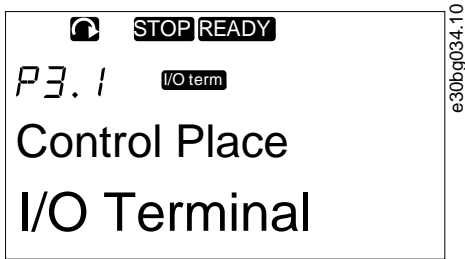 STOP READY
P3.1 I/O term
Control Place
I/O Terminal
e30bg034.10